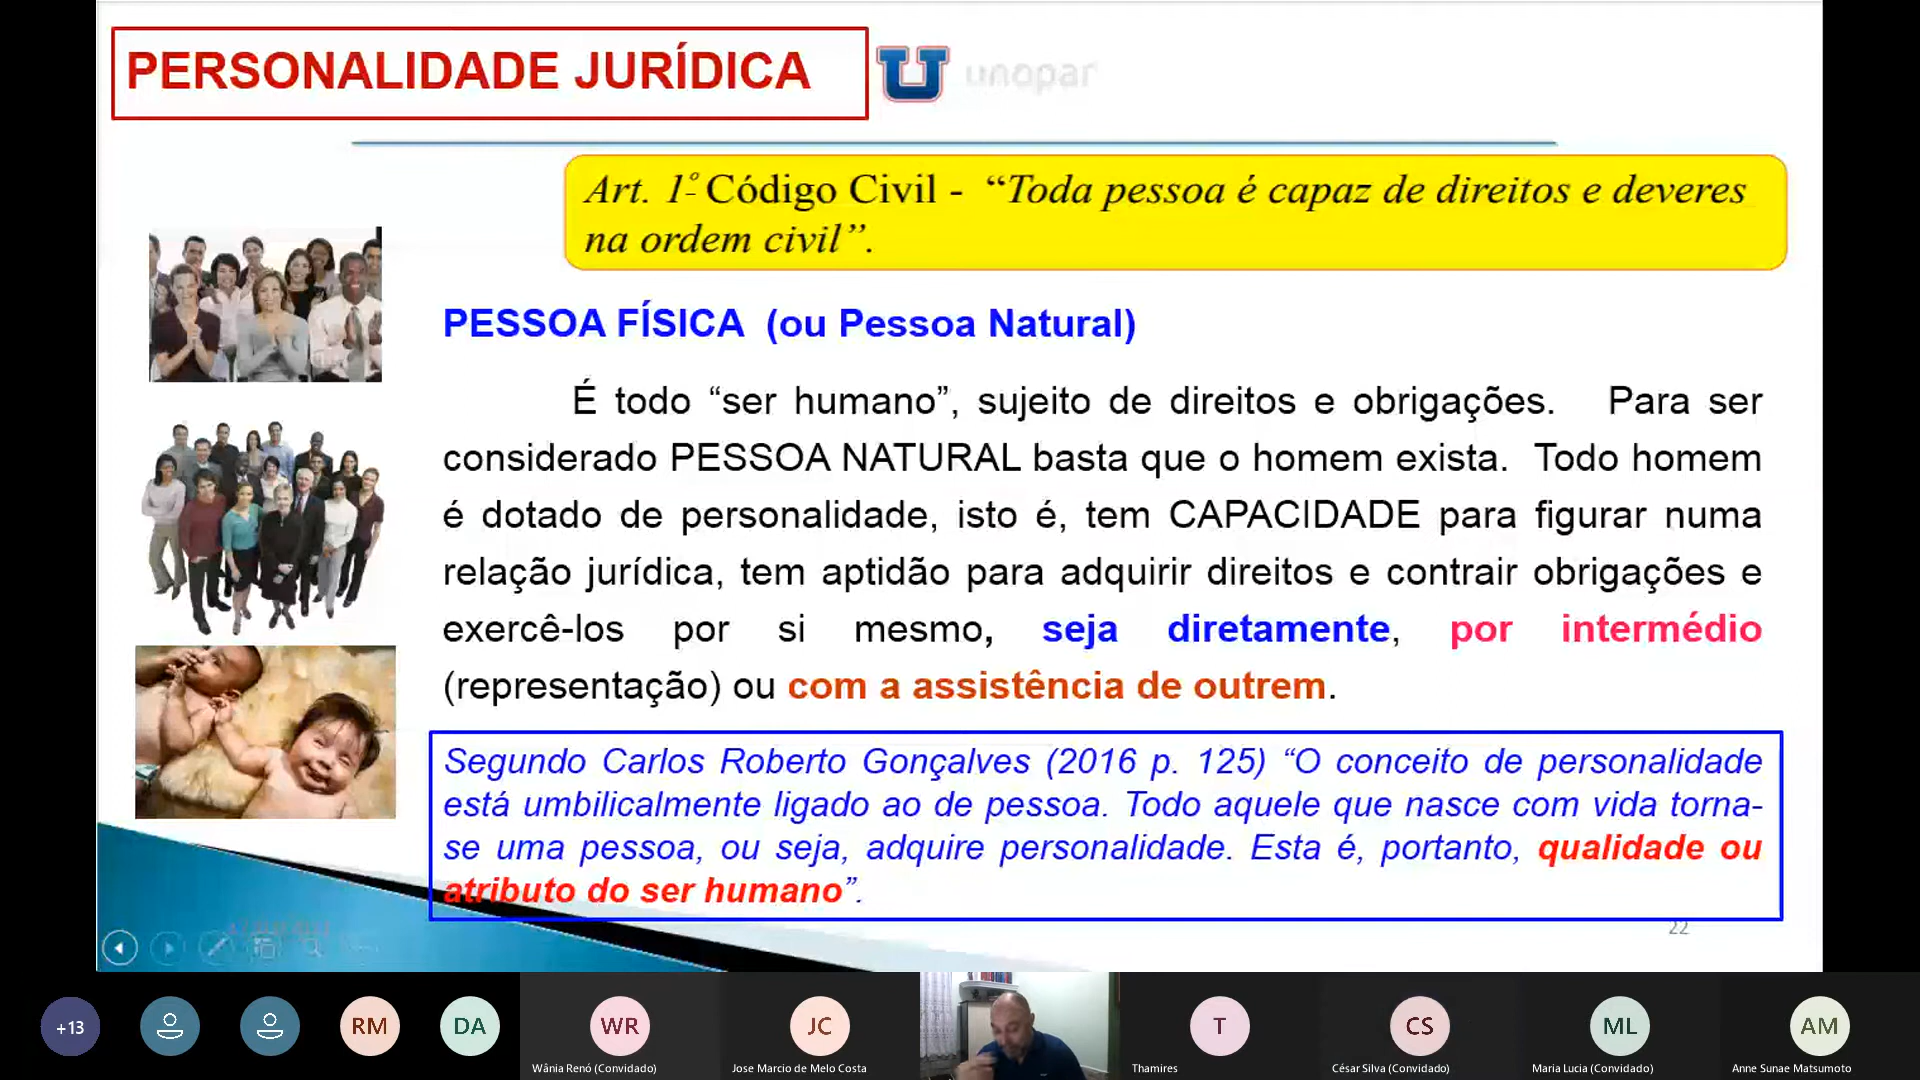 PERSONALIDADE JURÍDICA
unopar
Art. 1º Código Civil - “Toda pessoa é capaz de direitos e deveres
na ordem civil”.
PESSOA FÍSICA (ou Pessoa Natural)
É todo “ser humano”, sujeito de direitos e obrigações. Para ser
considerado PESSOA NATURAL basta que o homem exista. Todo homem
é dotado de personalidade, isto é, tem CAPACIDADE para figurar numa
relação jurídica, tem aptidão para adquirir direitos e contrair obrigações e
exercê-los por si mesmo, seja diretamente, por intermédio
(representação) ou com a assistência de outrem.
Segundo Carlos Roberto Gonçalves (2016 p. 125) “O conceito de personalidade
está umbilicalmente ligado ao de pessoa. Todo aquele que nasce com vida torna-
se uma pessoa, ou seja, adquire personalidade. Esta é, portanto, qualidade ou
atributo do ser humano”.
22
+13
RM
DA
WR
JC
T
CS
ML
AM
Wânia Renó (Convidado)
Jose Marcio de Melo Costa
Thamires
César Silva (Convidado)
Maria Lucia (Convidado)
Anne Sunae Matsumoto